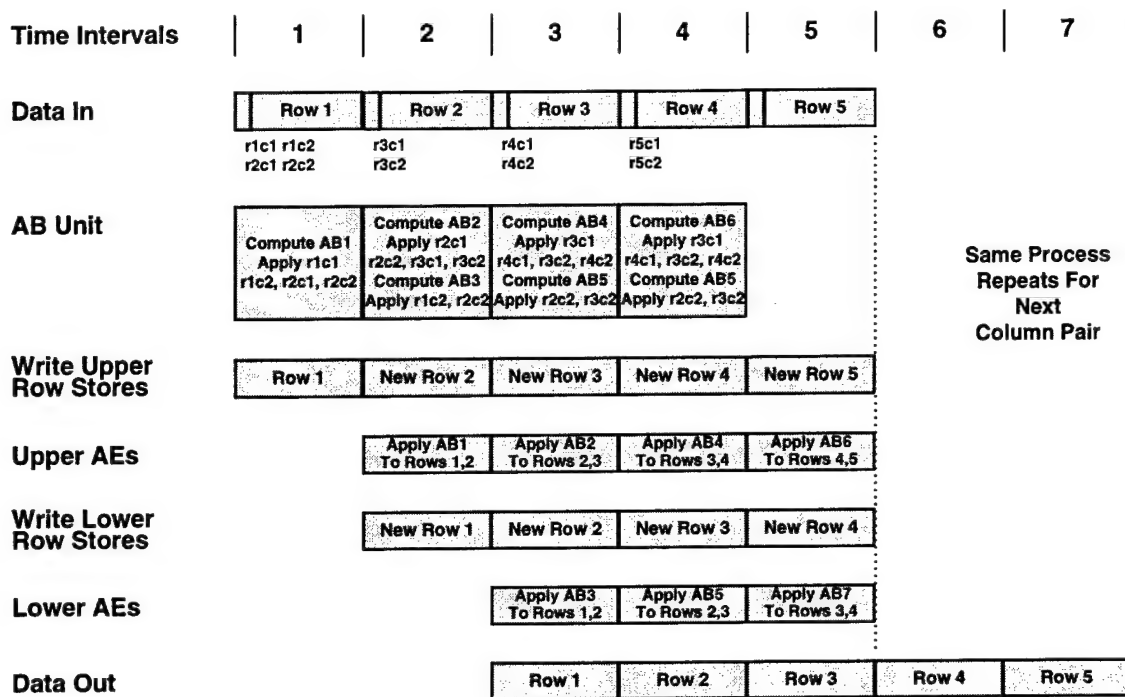 Time Intervals 1 2 3 4 5 6 7
Data In Row 1 Row 2 Row 3 Row 4 Row 5
r1c1 r1c2 r3c1 r4c1 r5c1
r2c1 r2c2 r3c2 r4c2 r5c2
AB Unit
Compute AB1
Apply r1c1
r1c2, r2c1, r2c2
Compute AB2
Apply r2c1
r2c2, r3c1, r3c2
Compute AB3
Apply r1c2, r2c2
Compute AB4
Apply r3c1
r4c1, r3c2, r4c2
Compute AB5
Apply r2c2, r3c2
Compute AB6
Apply r3c1
r4c1, r3c2, r4c2
Compute AB5
Apply r2c2, r3c2
Same Process
Repeats For
Next
Column Pair
Write Upper
Row Stores
Row 1 New Row 2 New Row 3 New Row 4 New Row 5
Upper AEs
Apply AB1
To Rows 1,2
Apply AB2
To Rows 2,3
Apply AB4
To Rows 3,4
Apply AB6
To Rows 4,5
Write Lower
Row Stores
New Row 1 New Row 2 New Row 3 New Row 4
Lower AEs
Apply AB3
To Rows 1,2
Apply AB5
To Rows 2,3
Apply AB7
To Rows 3,4
Data Out Row 1 Row 2 Row 3 Row 4 Row 5